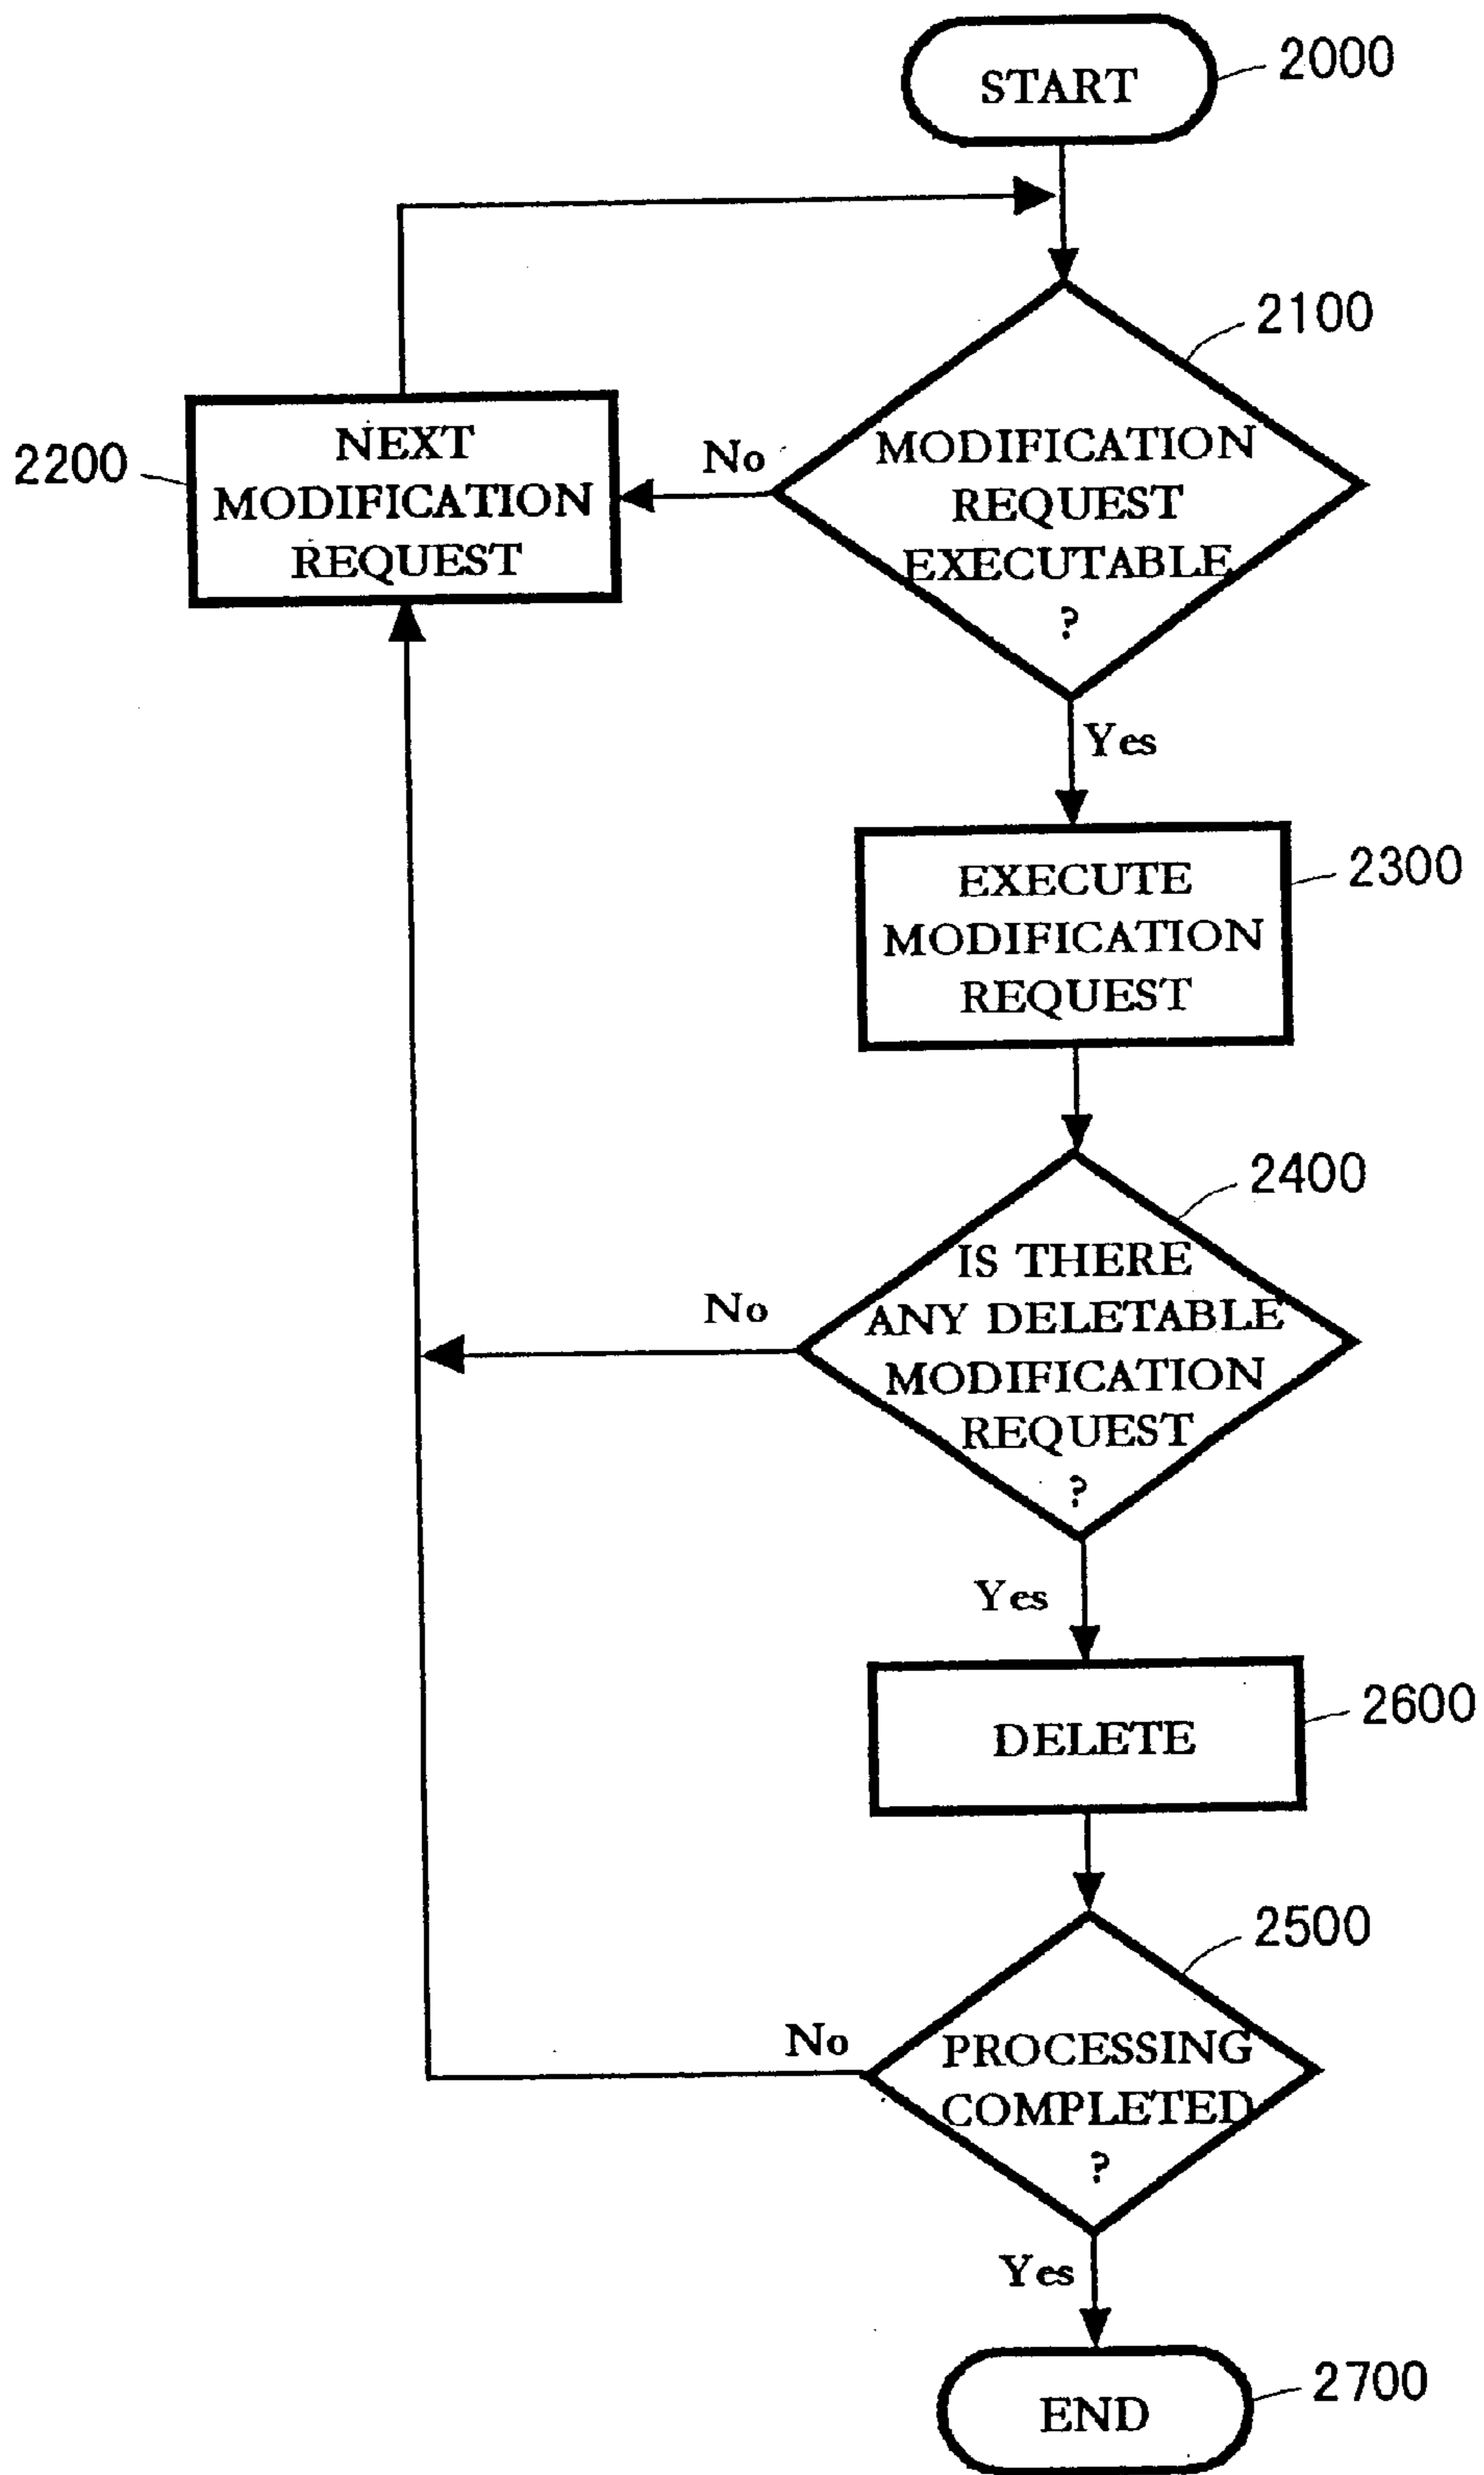 START
2000
2100
MODIFICATION
REQUEST
EXECUTABLE
?
No
2200
NEXT
MODIFICATION
REQUEST
Yes
EXECUTE
MODIFICATION
REQUEST
2300
2400
IS THERE
ANY DELETABLE
MODIFICATION
REQUEST
?
No
Yes
DELETE
2600
2500
PROCESSING
COMPLETED
?
No
Yes
END
2700